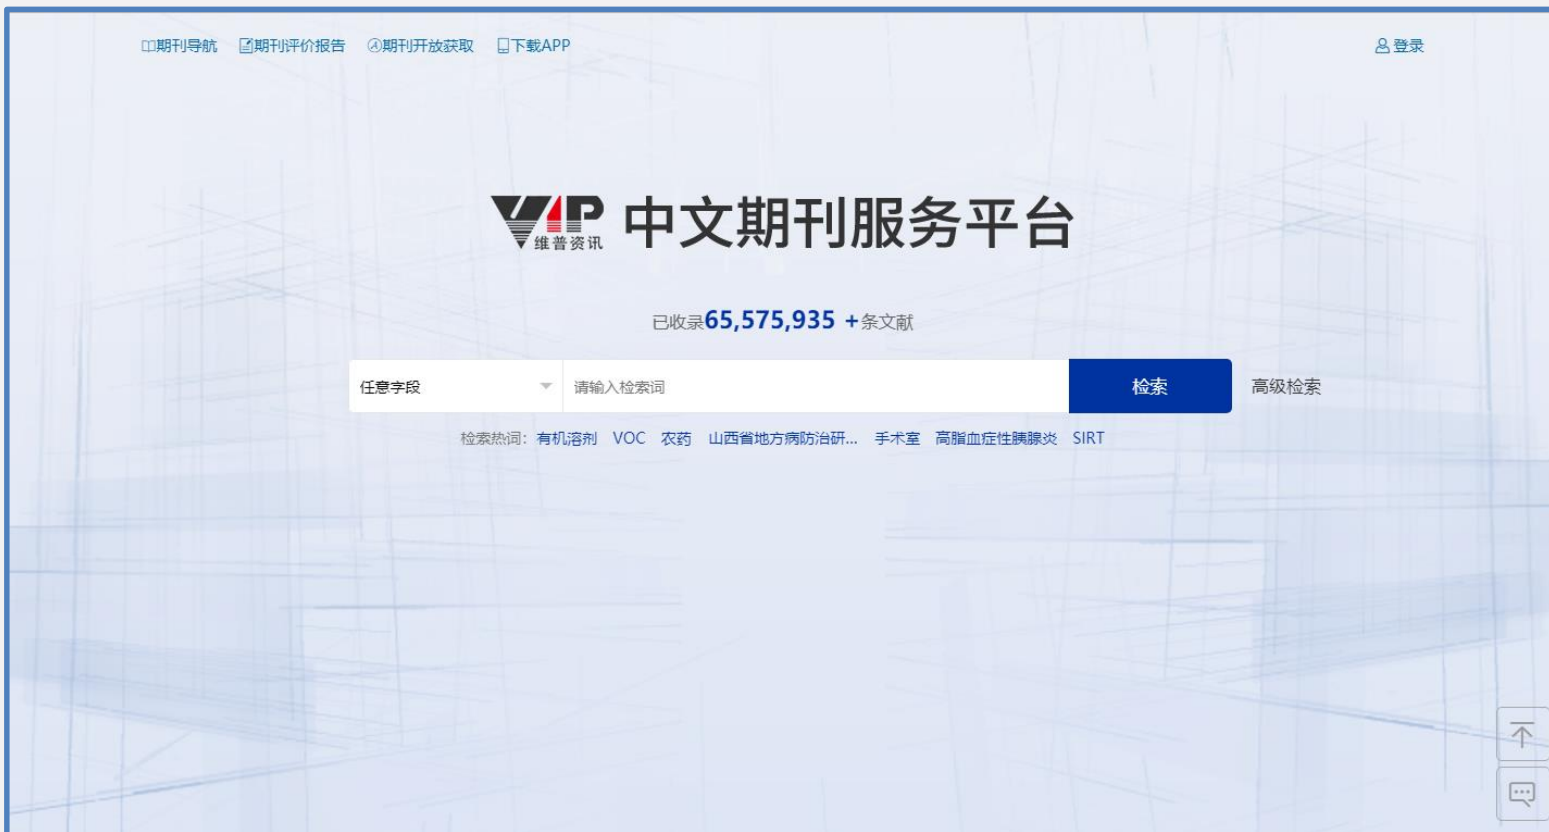 期刊导航 期刊评价报告 期刊开放获取 下载APP 登录
VIP 维普资讯 中文期刊服务平台
已收录65,575,935 +条文献
任意字段 请输入检索词 检索 高级检索
检索热词: 有机溶剂 VOC 农药 山西省地方病防治研... 手术室 高脂血症性胰腺炎 SIRT